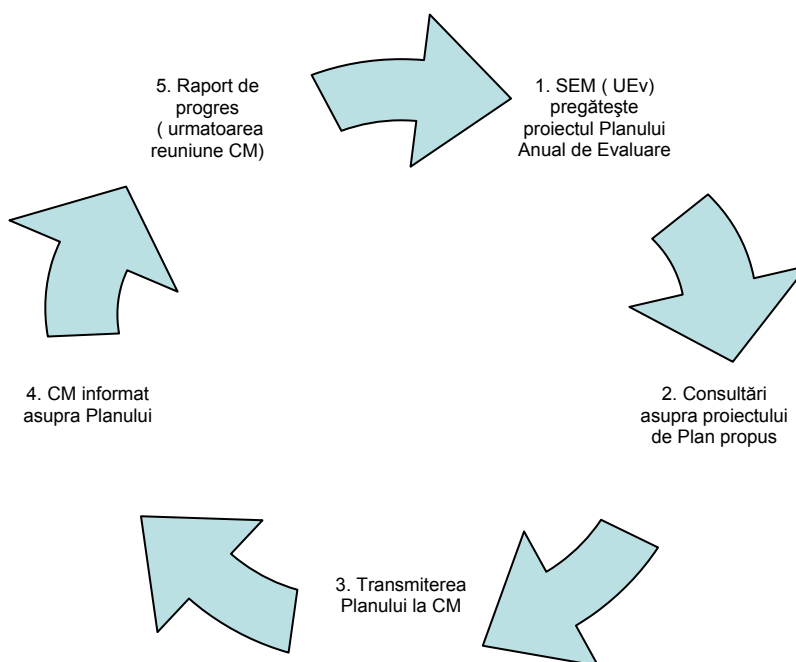 1. SEM ( UEv)
pregăteşte
proiectul Planului
Anual de Evaluare
2. Consultări
asupra proiectului
de Plan propus
3. Transmiterea
Planului la CM
4. CM informat
asupra Planului
5. Raport de
progres
( urmatoarea
reuniune CM)